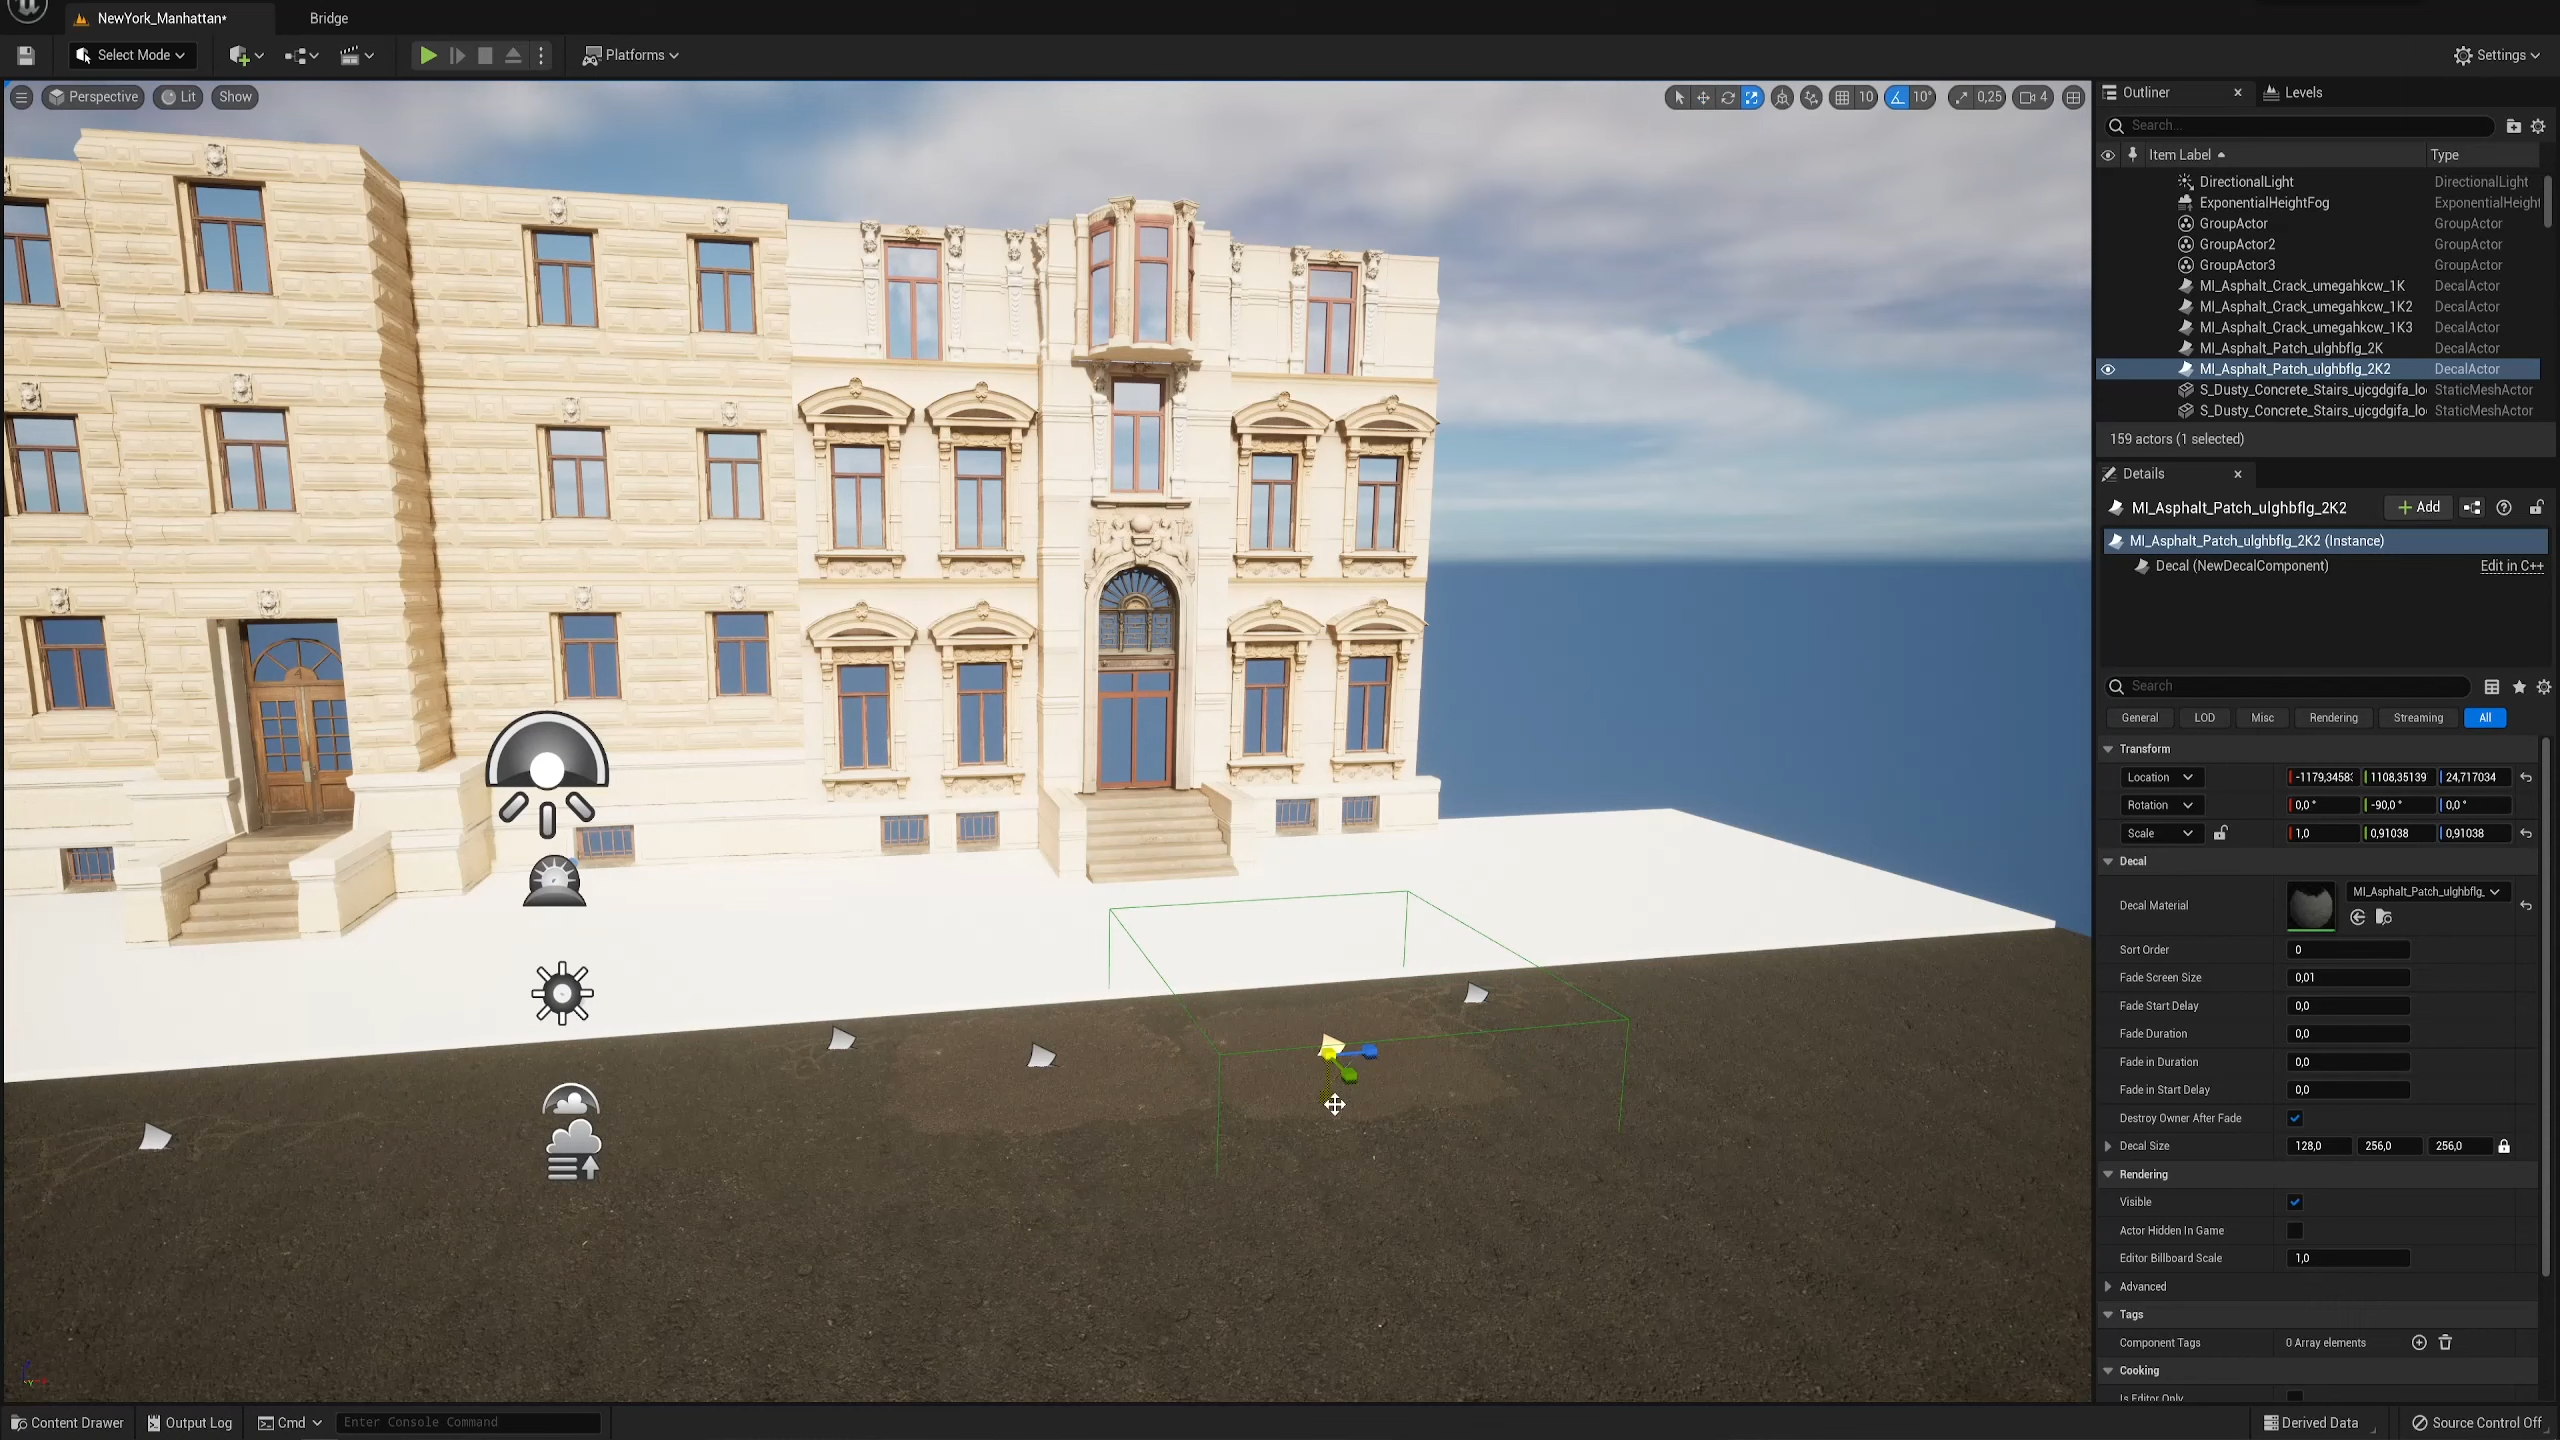 NewYork_Manhattan*
Bridge
Select Mode
Platforms
Settings
Perspective
Lit
Show
10
10°
0,25
4
Outliner
Levels
Search...
Item Label
Type
DirectionalLight
DirectionalLight
ExponentialHeightFog
ExponentialHeight
GroupActor
GroupActor
GroupActor2
GroupActor
GroupActor3
GroupActor
MI_Asphalt_Crack_umegahkcw_1K
DecalActor
MI_Asphalt_Crack_umegahkcw_1K2
DecalActor
MI_Asphalt_Crack_umegahkcw_1K3
DecalActor
MI_Asphalt_Patch_ulghbflg_2K
DecalActor
MI_Asphalt_Patch_ulghbflg_2K2
DecalActor
S_Dusty_Concrete_Stairs_ujcgdgifa_lo
StaticMeshActor
S_Dusty_Concrete_Stairs_ujcgdgifa_lo
StaticMeshActor
159 actors (1 selected)
Details
MI_Asphalt_Patch_ulghbflg_2K2
Add
MI_Asphalt_Patch_ulghbflg_2K2 (Instance)
Decal (NewDecalComponent)
Edit in C++
Search
General
LOD
Misc
Rendering
Streaming
All
Transform
Location
-1179,3458
1108,35139
24,717034
Rotation
0,0 °
-90,0 °
0,0 °
Scale
1,0
0,91038
0,91038
Decal
Decal Material
MI_Asphalt_Patch_ulghbflg_
Sort Order
0
Fade Screen Size
0,01
Fade Start Delay
0,0
Fade Duration
0,0
Fade in Duration
0,0
Fade in Start Delay
0,0
Destroy Owner After Fade
Decal Size
128,0
256,0
256,0
Rendering
Visible
Actor Hidden In Game
Editor Billboard Scale
1,0
Advanced
Tags
Component Tags
0 Array elements
Cooking
Is Editor Only
Content Drawer
Output Log
Cmd
Enter Console Command
Derived Data
Source Control Off